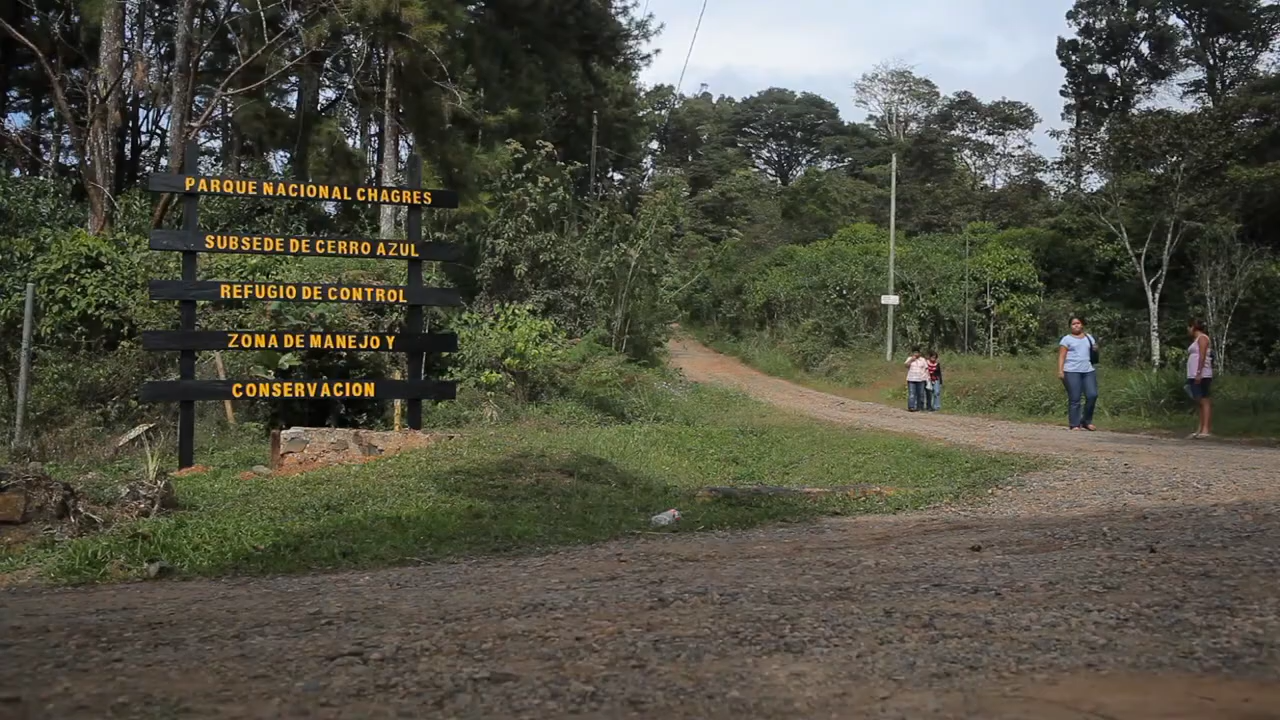 PARQUE NACIONAL CHAGRES
SUBSEDE DE CERRO AZUL
REFUGIO DE CONTROL
ZONA DE MANEJO Y
CONSERVACION